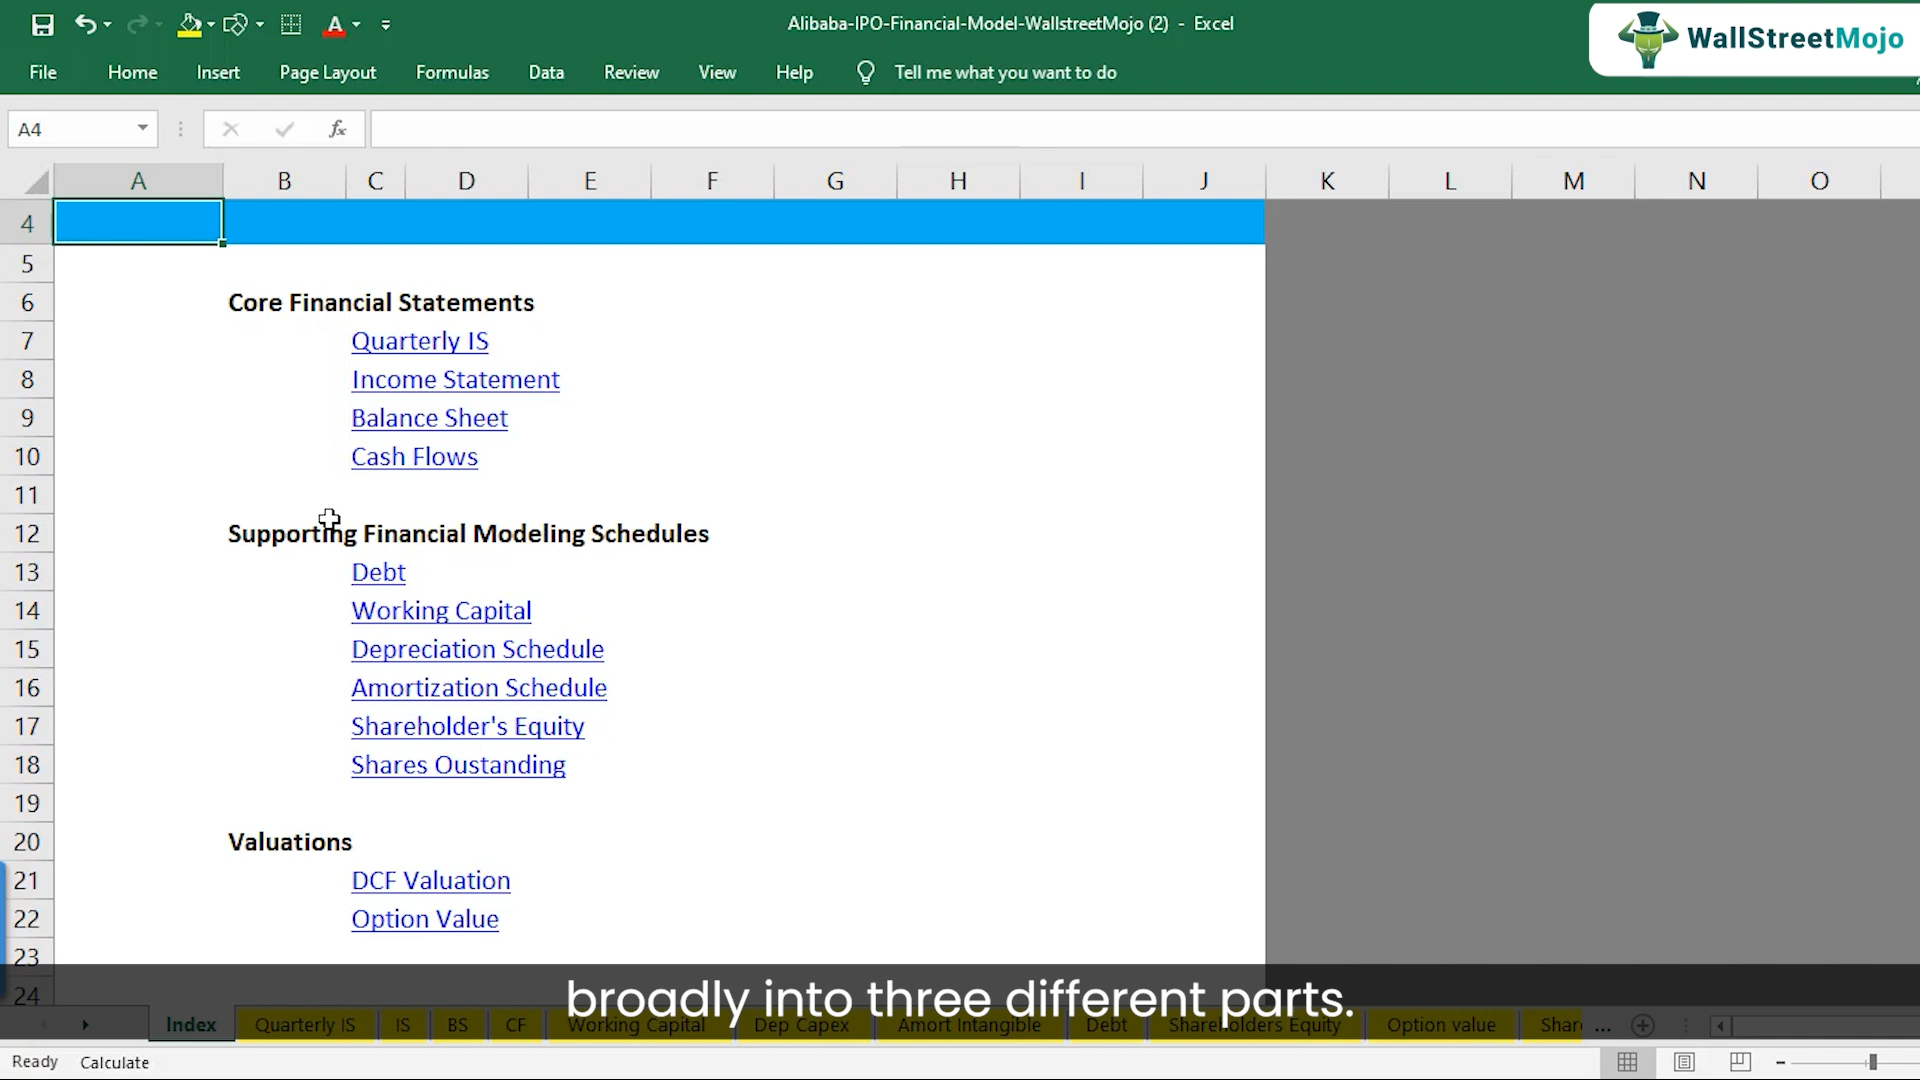 Alibaba-IPO-Financial-Model-WallstreetMojo (2) - Excel
WallStreetMojo
File Home Insert Page Layout Formulas Data Review View Help Tell me what you want to do
A4 fx
A B C D E F G H I J K L M N O
4
5
6 Core Financial Statements
7 Quarterly IS
8 Income Statement
9 Balance Sheet
10 Cash Flows
11
12 Supporting Financial Modeling Schedules
13 Debt
14 Working Capital
15 Depreciation Schedule
16 Amortization Schedule
17 Shareholder's Equity
18 Shares Oustanding
19
20 Valuations
21 DCF Valuation
22 Option Value
23
24
broadly into three different parts.
Index Quarterly IS IS BS CF Working Capital Dep Capex Amort Intangible Debt Shareholders Equity Option value Shar ...
Ready Calculate